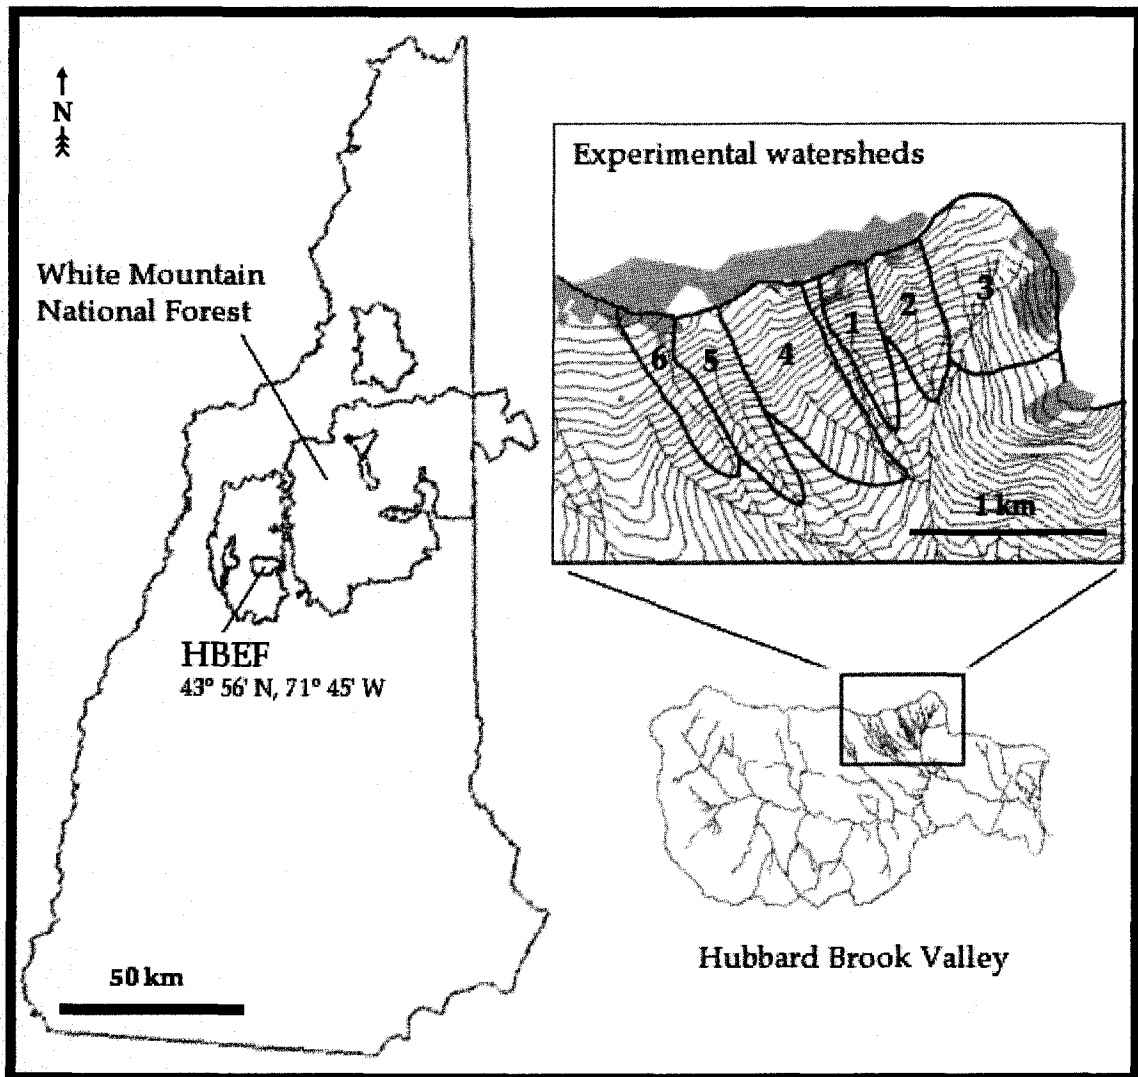 N
White Mountain
National Forest
HBEF
43° 56' N, 71° 45' W
50 km
Experimental watersheds
6
5
4
1
2
3
1 km
Hubbard Brook Valley